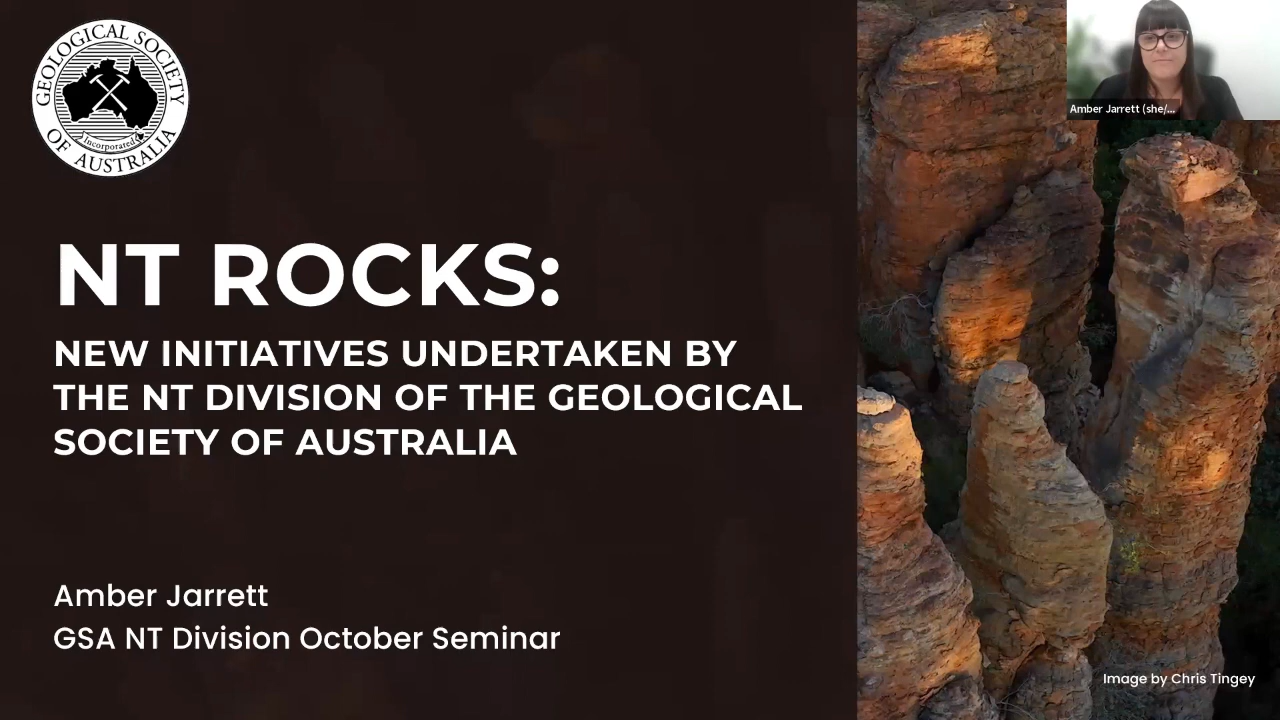 GEOLOGICAL SOCIETY
OF AUSTRALIA
Incorporated
Amber Jarrett (she/...
NT ROCKS:
NEW INITIATIVES UNDERTAKEN BY
THE NT DIVISION OF THE GEOLOGICAL
SOCIETY OF AUSTRALIA
Amber Jarrett
GSA NT Division October Seminar
Image by Chris Tingey